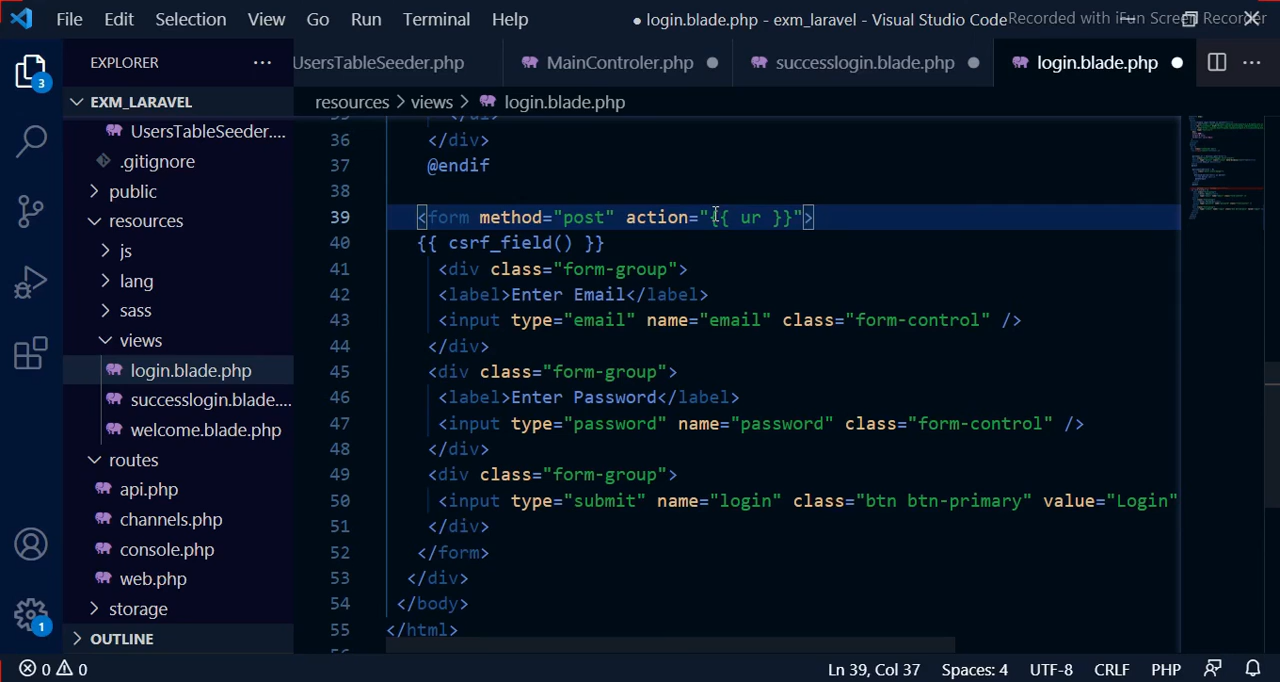 File Edit Selection View Go Run Terminal Help
● login.blade.php - exm_laravel - Visual Studio Code
Recorded with iFun Screen Recorder
EXPLORER ···
UsersTableSeeder.php MainControler.php successlogin.blade.php login.blade.php
EXM_LARAVEL
resources > views > login.blade.php
3
UsersTableSeeder....
.gitignore
public
resources
js
lang
sass
views
login.blade.php
successlogin.blade....
welcome.blade.php
routes
api.php
channels.php
console.php
web.php
storage
OUTLINE
1
36 </div>
37 @endif
38
39 <form method="post" action="{{ ur }}">
40 {{ csrf_field() }}
41 <div class="form-group">
42 <label>Enter Email</label>
43 <input type="email" name="email" class="form-control" />
44 </div>
45 <div class="form-group">
46 <label>Enter Password</label>
47 <input type="password" name="password" class="form-control" />
48 </div>
49 <div class="form-group">
50 <input type="submit" name="login" class="btn btn-primary" value="Login"
51 </div>
52 </form>
53 </div>
54 </body>
55 </html>
0 0 Ln 39, Col 37 Spaces: 4 UTF-8 CRLF PHP